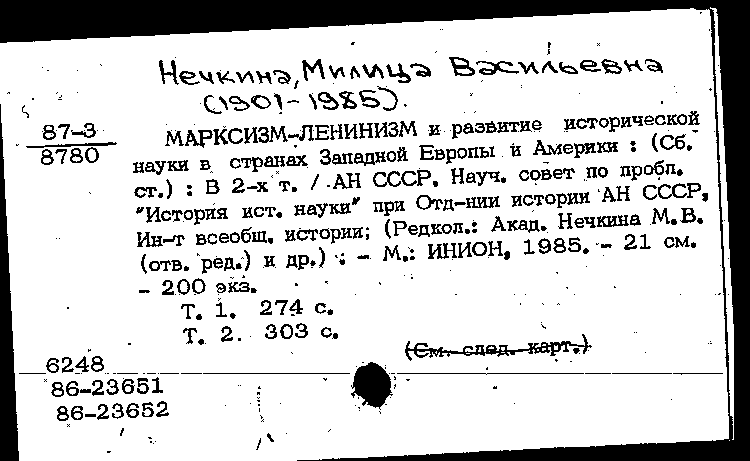 Нечкина, Милица Васильевна
(1901-1985).
87-3
8780
МАРКСИЗМ-ЛЕНИНИЗМ и развитие исторической
науки в странах Западной Европы и Америки : (Сб.
ст.) : В 2-х т. / АН СССР. Науч. совет по пробл.
"История ист. науки" при Отд-нии истории АН СССР,
Ин-т всеобщ. истории; (Редкол.: Акад. Нечкина М.В.
(отв. ред.) и др.) ; - М.: ИНИОН, 1985. - 21 см.
- 200 экз.
Т. 1. 274 с.
Т. 2. 303 с.
(См. след. карт.)
6248
86-23651
86-23652